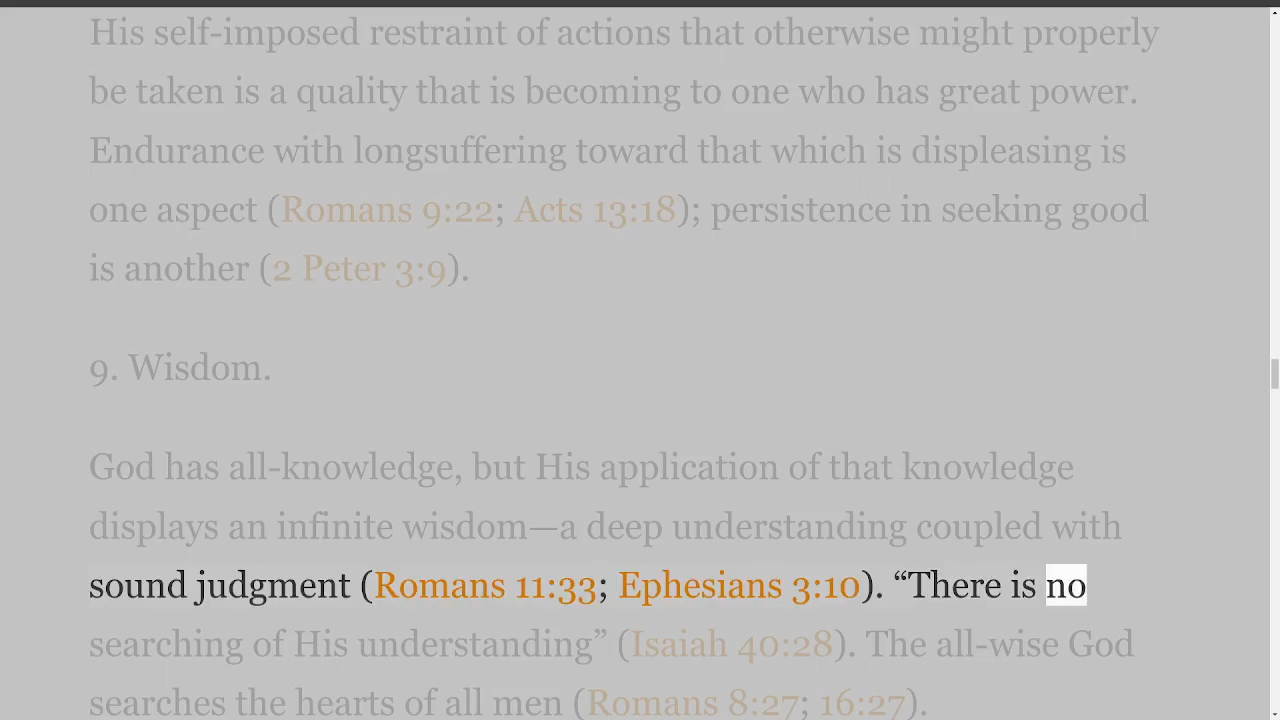 His self-imposed restraint of actions that otherwise might properly
be taken is a quality that is becoming to one who has great power.
Endurance with longsuffering toward that which is displeasing is
one aspect (Romans 9:22; Acts 13:18); persistence in seeking good
is another (2 Peter 3:9).
9. Wisdom.
God has all-knowledge, but His application of that knowledge
displays an infinite wisdom—a deep understanding coupled with
sound judgment (Romans 11:33; Ephesians 3:10). “There is no
searching of His understanding” (Isaiah 40:28). The all-wise God
searches the hearts of all men (Romans 8:27; 16:27).